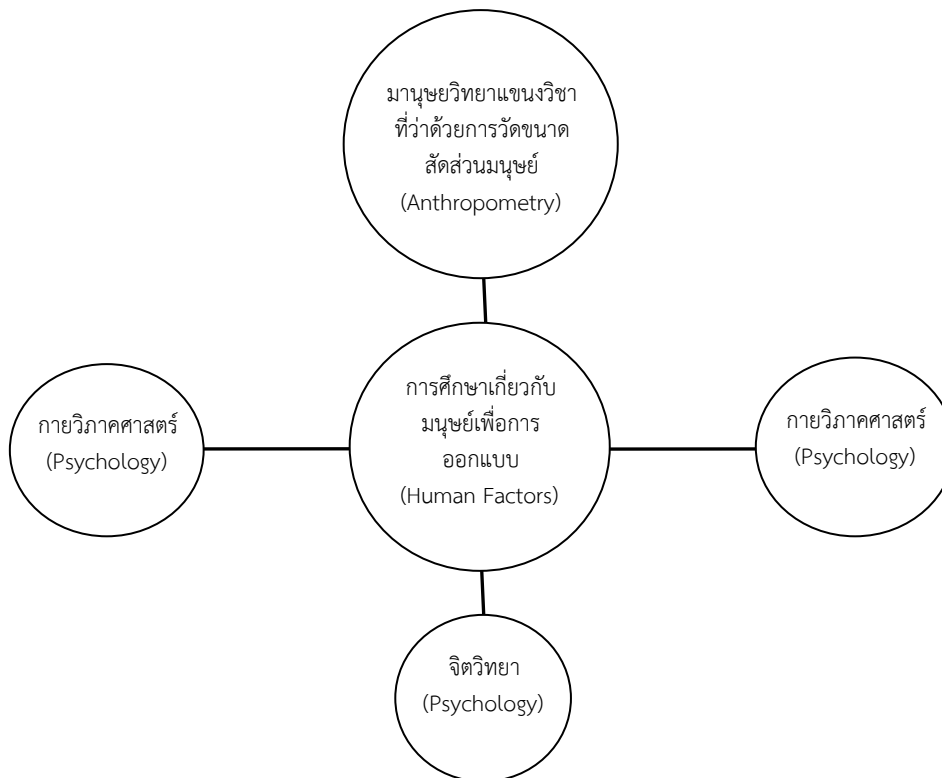 มานุษยวิทยาแขนงวิชา
ที่ว่าด้วยการวัดขนาด
สัดส่วนมนุษย์
(Anthropometry)
กายวิภาคศาสตร์
(Psychology)
การศึกษาเกี่ยวกับ
มนุษย์เพื่อการ
ออกแบบ
(Human Factors)
กายวิภาคศาสตร์
(Psychology)
จิตวิทยา
(Psychology)